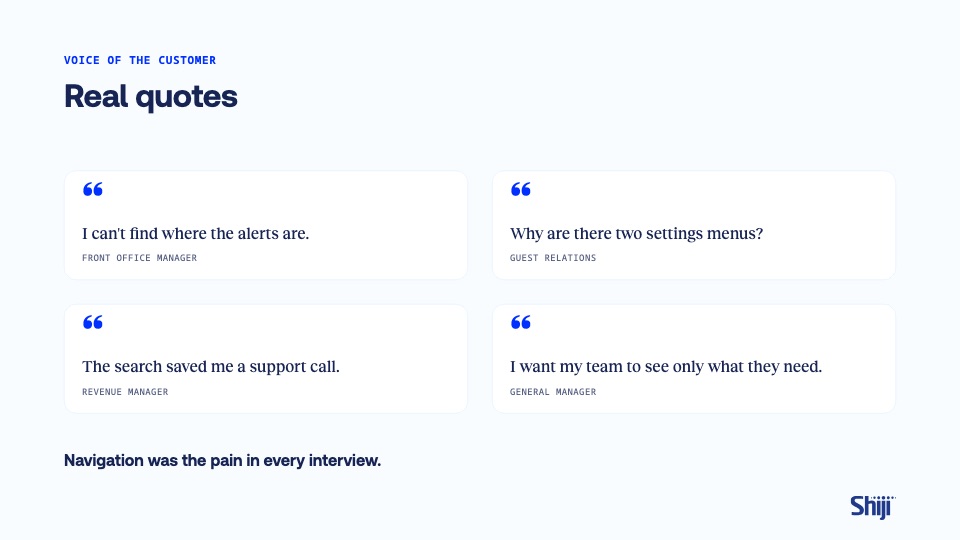 VOICE OF THE CUSTOMER
Real quotes
“
I can't find where the alerts are.
FRONT OFFICE MANAGER
“
Why are there two settings menus?
GUEST RELATIONS
“
The search saved me a support call.
REVENUE MANAGER
“
I want my team to see only what they need.
GENERAL MANAGER
Navigation was the pain in every interview.
Shiji